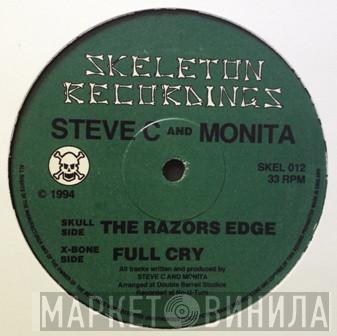 SKELETON
RECORDINGS
STEVE C AND MONITA
SKEL 012
33 RPM
© 1994
SKULL SIDE THE RAZORS EDGE
X-BONE SIDE FULL CRY
All tracks written and produced by
STEVE C AND MONITA
Arranged at Double Barrell Studios
МАРКЕТ ВИНИЛА